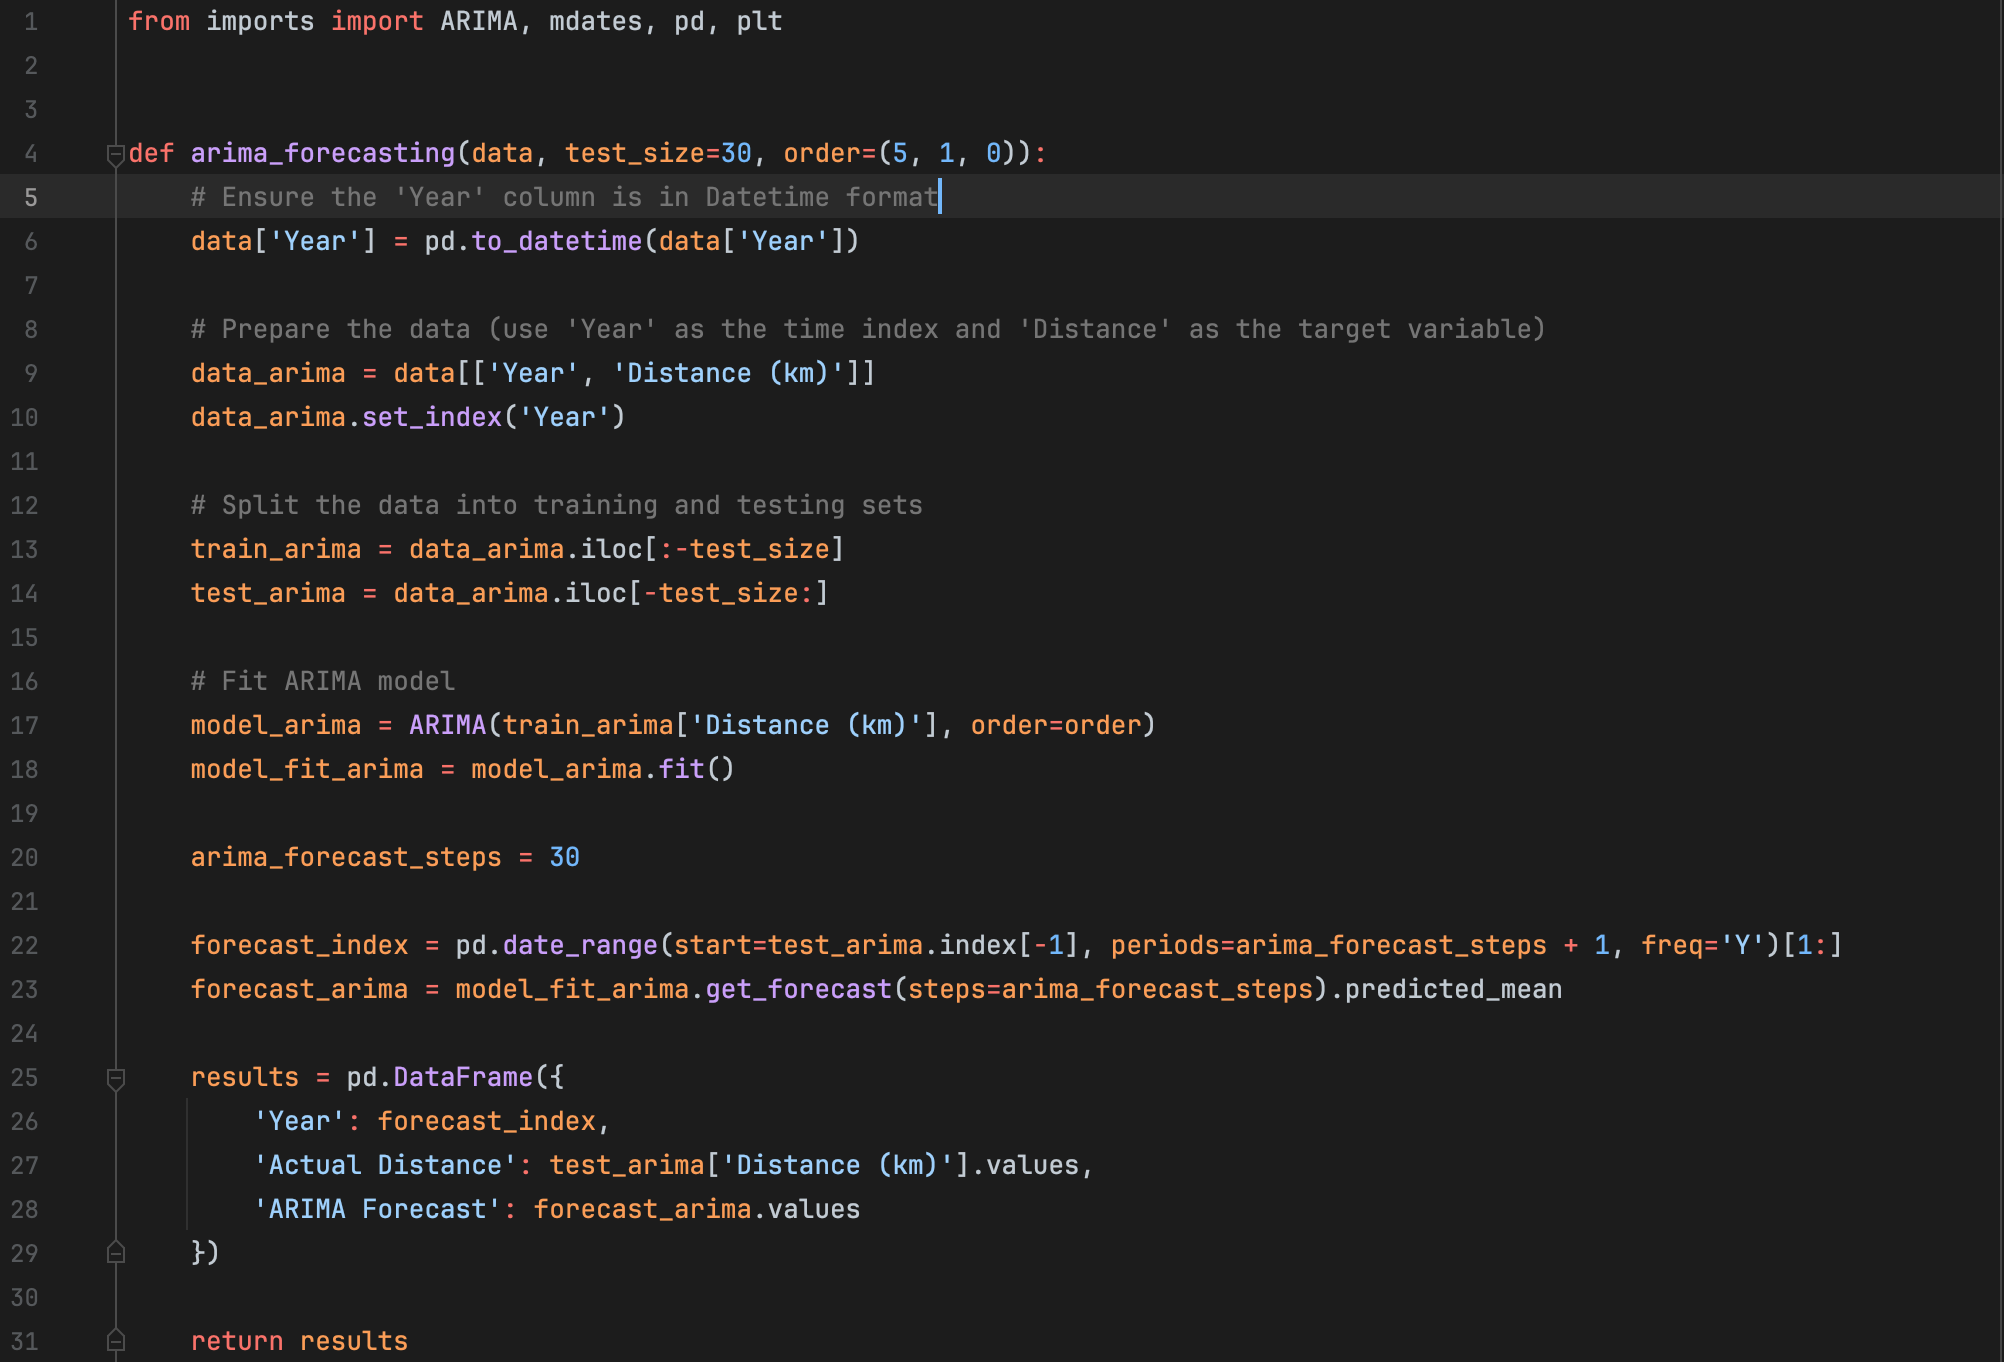 1 from imports import ARIMA, mdates, pd, plt
2
3
4 def arima_forecasting(data, test_size=30, order=(5, 1, 0)):
5     # Ensure the 'Year' column is in Datetime format
6     data['Year'] = pd.to_datetime(data['Year'])
7
8     # Prepare the data (use 'Year' as the time index and 'Distance' as the target variable)
9     data_arima = data[['Year', 'Distance (km)']]
10     data_arima.set_index('Year')
11
12     # Split the data into training and testing sets
13     train_arima = data_arima.iloc[:-test_size]
14     test_arima = data_arima.iloc[-test_size:]
15
16     # Fit ARIMA model
17     model_arima = ARIMA(train_arima['Distance (km)'], order=order)
18     model_fit_arima = model_arima.fit()
19
20     arima_forecast_steps = 30
21
22     forecast_index = pd.date_range(start=test_arima.index[-1], periods=arima_forecast_steps + 1, freq='Y')[1:]
23     forecast_arima = model_fit_arima.get_forecast(steps=arima_forecast_steps).predicted_mean
24
25     results = pd.DataFrame({
26         'Year': forecast_index,
27         'Actual Distance': test_arima['Distance (km)'].values,
28         'ARIMA Forecast': forecast_arima.values
29     })
30
31     return results